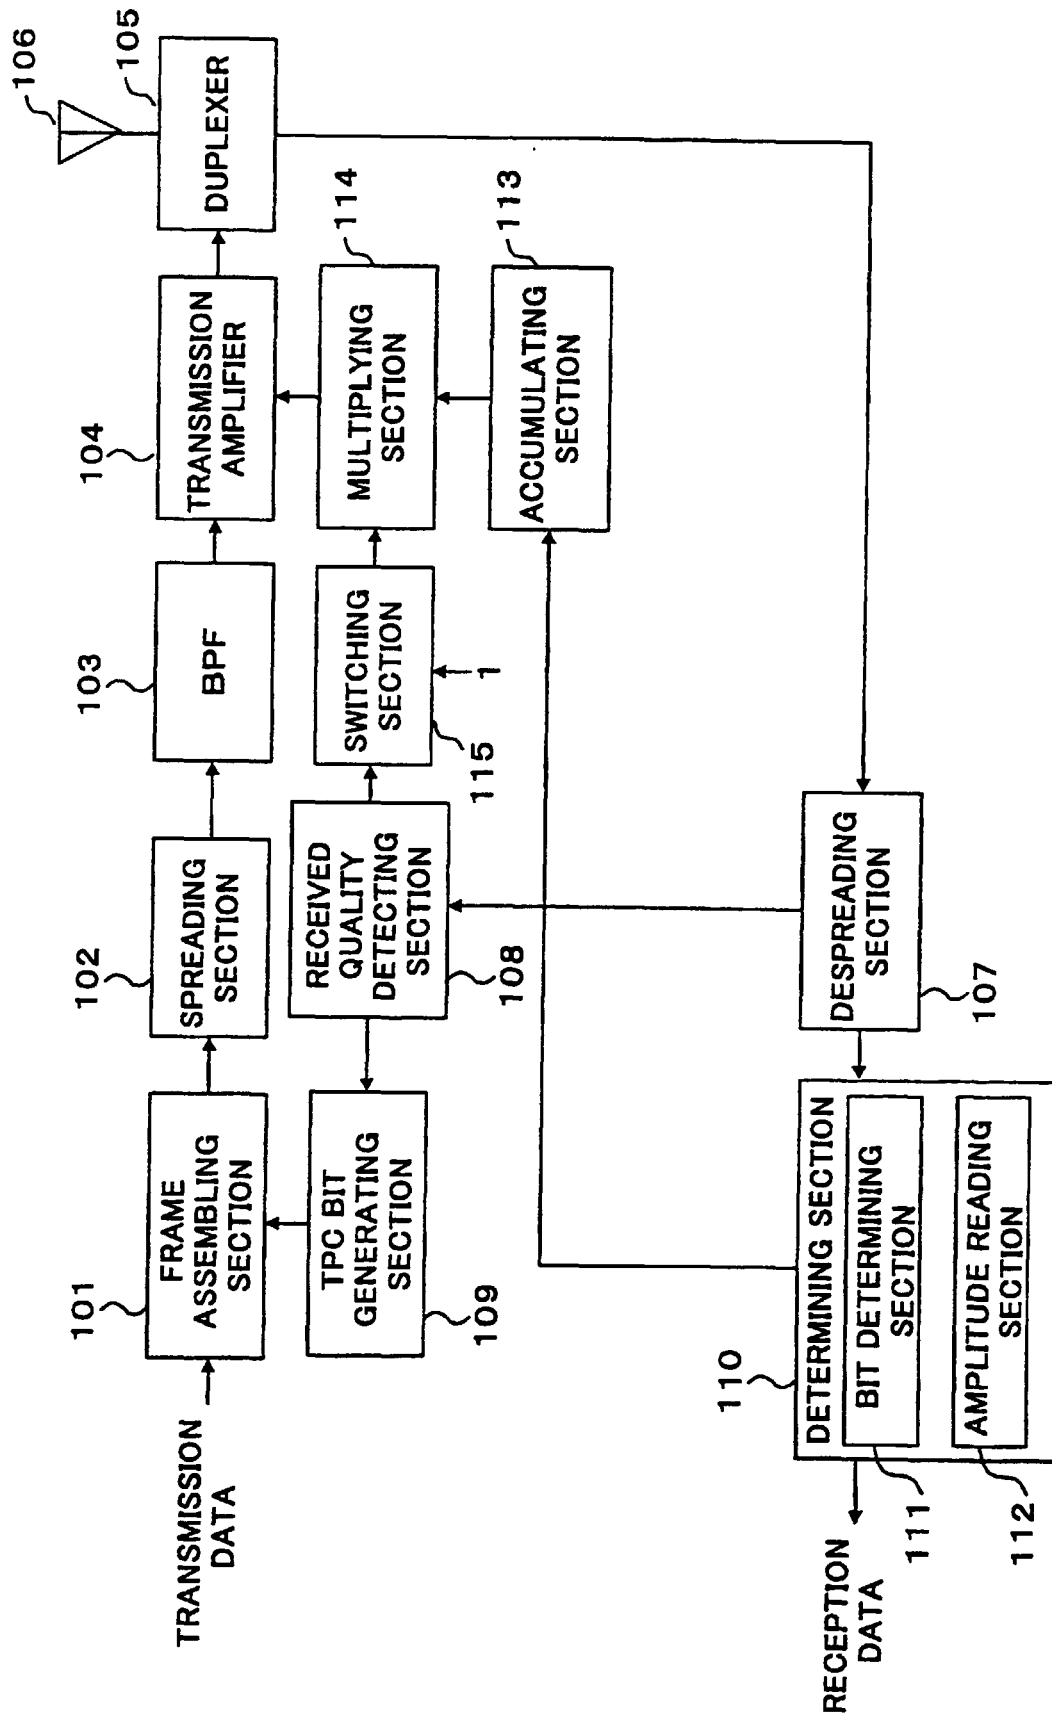 106
105
DUPLEXER
104
TRANSMISSION
AMPLIFIER
103
BPF
102
SPREADING
SECTION
101
FRAME
ASSEMBLING
SECTION
TRANSMISSION
DATA
114
MULTIPLYING
SECTION
SWITCHING
SECTION
1
115
RECEIVED
QUALITY
DETECTING
SECTION
108
TPC BIT
GENERATING
SECTION
109
113
ACCUMULATING
SECTION
DESPREADING
SECTION
107
110
DETERMINING SECTION
BIT DETERMINING
SECTION
111
AMPLITUDE READING
SECTION
112
RECEPTION
DATA